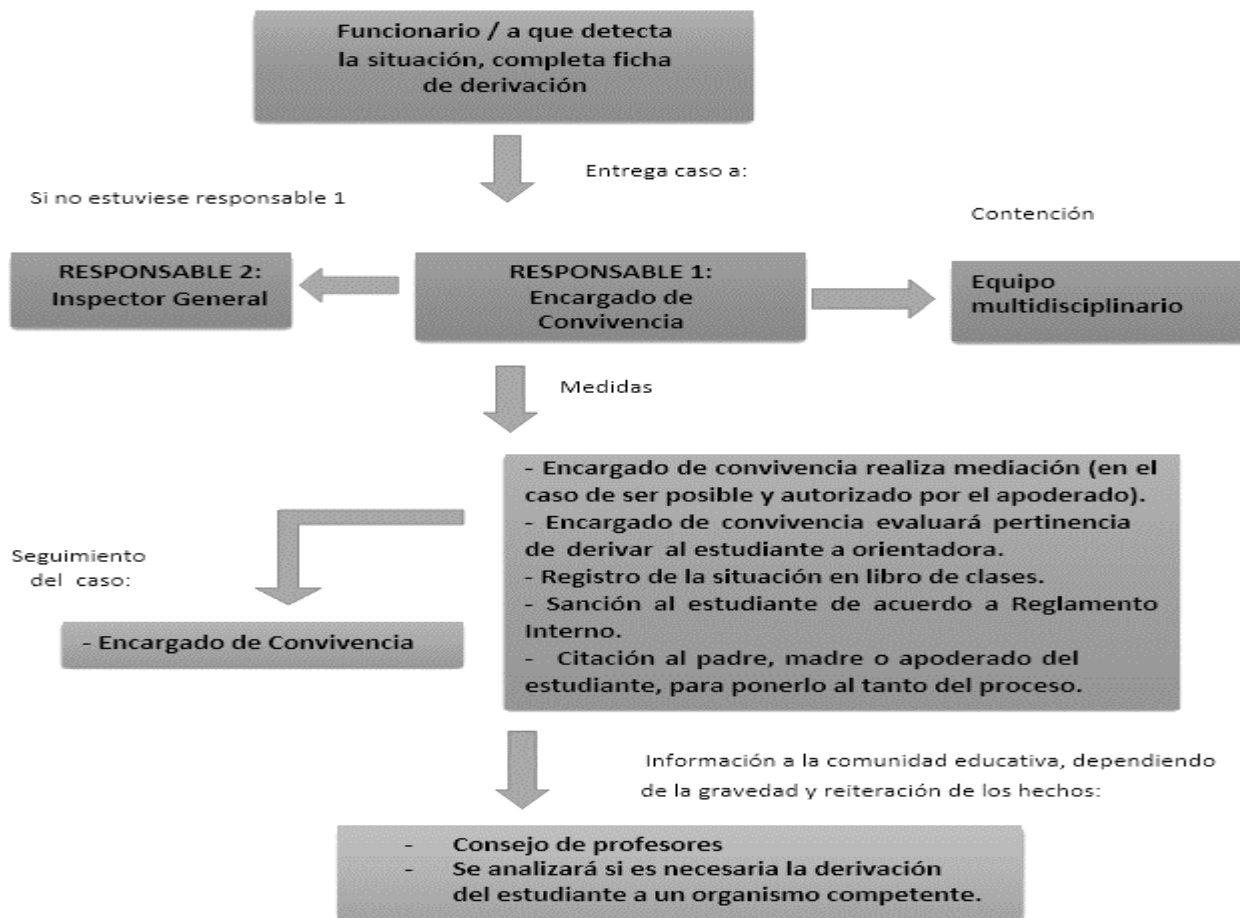 Funcionario / a que detecta
la situación, completa ficha
de derivación
Entrega caso a:
Si no estuviese responsable 1
Contención
RESPONSABLE 2:
Inspector General
RESPONSABLE 1:
Encargado de
Convivencia
Equipo
multidisciplinario
Medidas
- Encargado de convivencia realiza mediación (en el
caso de ser posible y autorizado por el apoderado).
- Encargado de convivencia evaluará pertinencia
de derivar al estudiante a orientadora.
- Registro de la situación en libro de clases.
- Sanción al estudiante de acuerdo a Reglamento
Interno.
- Citación al padre, madre o apoderado del
estudiante, para ponerlo al tanto del proceso.
Seguimiento
del caso:
- Encargado de Convivencia
Información a la comunidad educativa, dependiendo
de la gravedad y reiteración de los hechos:
- Consejo de profesores
- Se analizará si es necesaria la derivación
del estudiante a un organismo competente.